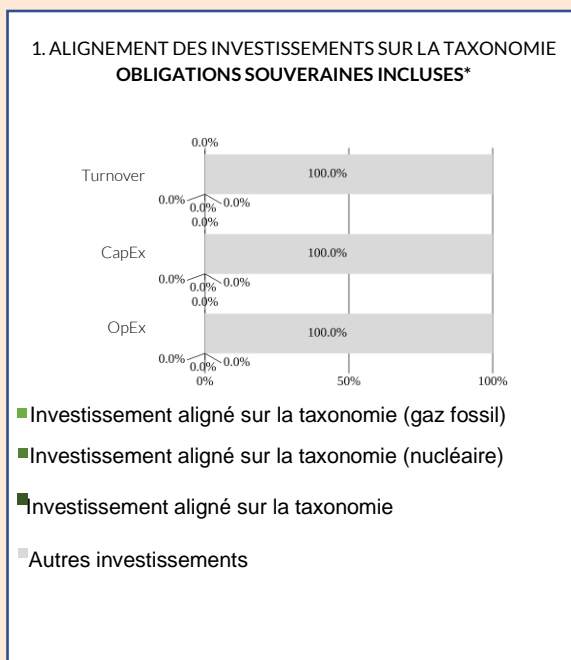 1. ALIGNEMENT DES INVESTISSEMENTS SUR LA TAXONOMIE
OBLIGATIONS SOUVERAINES INCLUSES*
0.0%
Turnover 100.0%
0.0% 0.0% 0.0%
0.0%
CapEx 100.0%
0.0% 0.0% 0.0%
0.0%
OpEx 100.0%
0.0% 0.0% 0.0%
0% 50% 100%
Investissement aligné sur la taxonomie (gaz fossil)
Investissement aligné sur la taxonomie (nucléaire)
Investissement aligné sur la taxonomie
Autres investissements